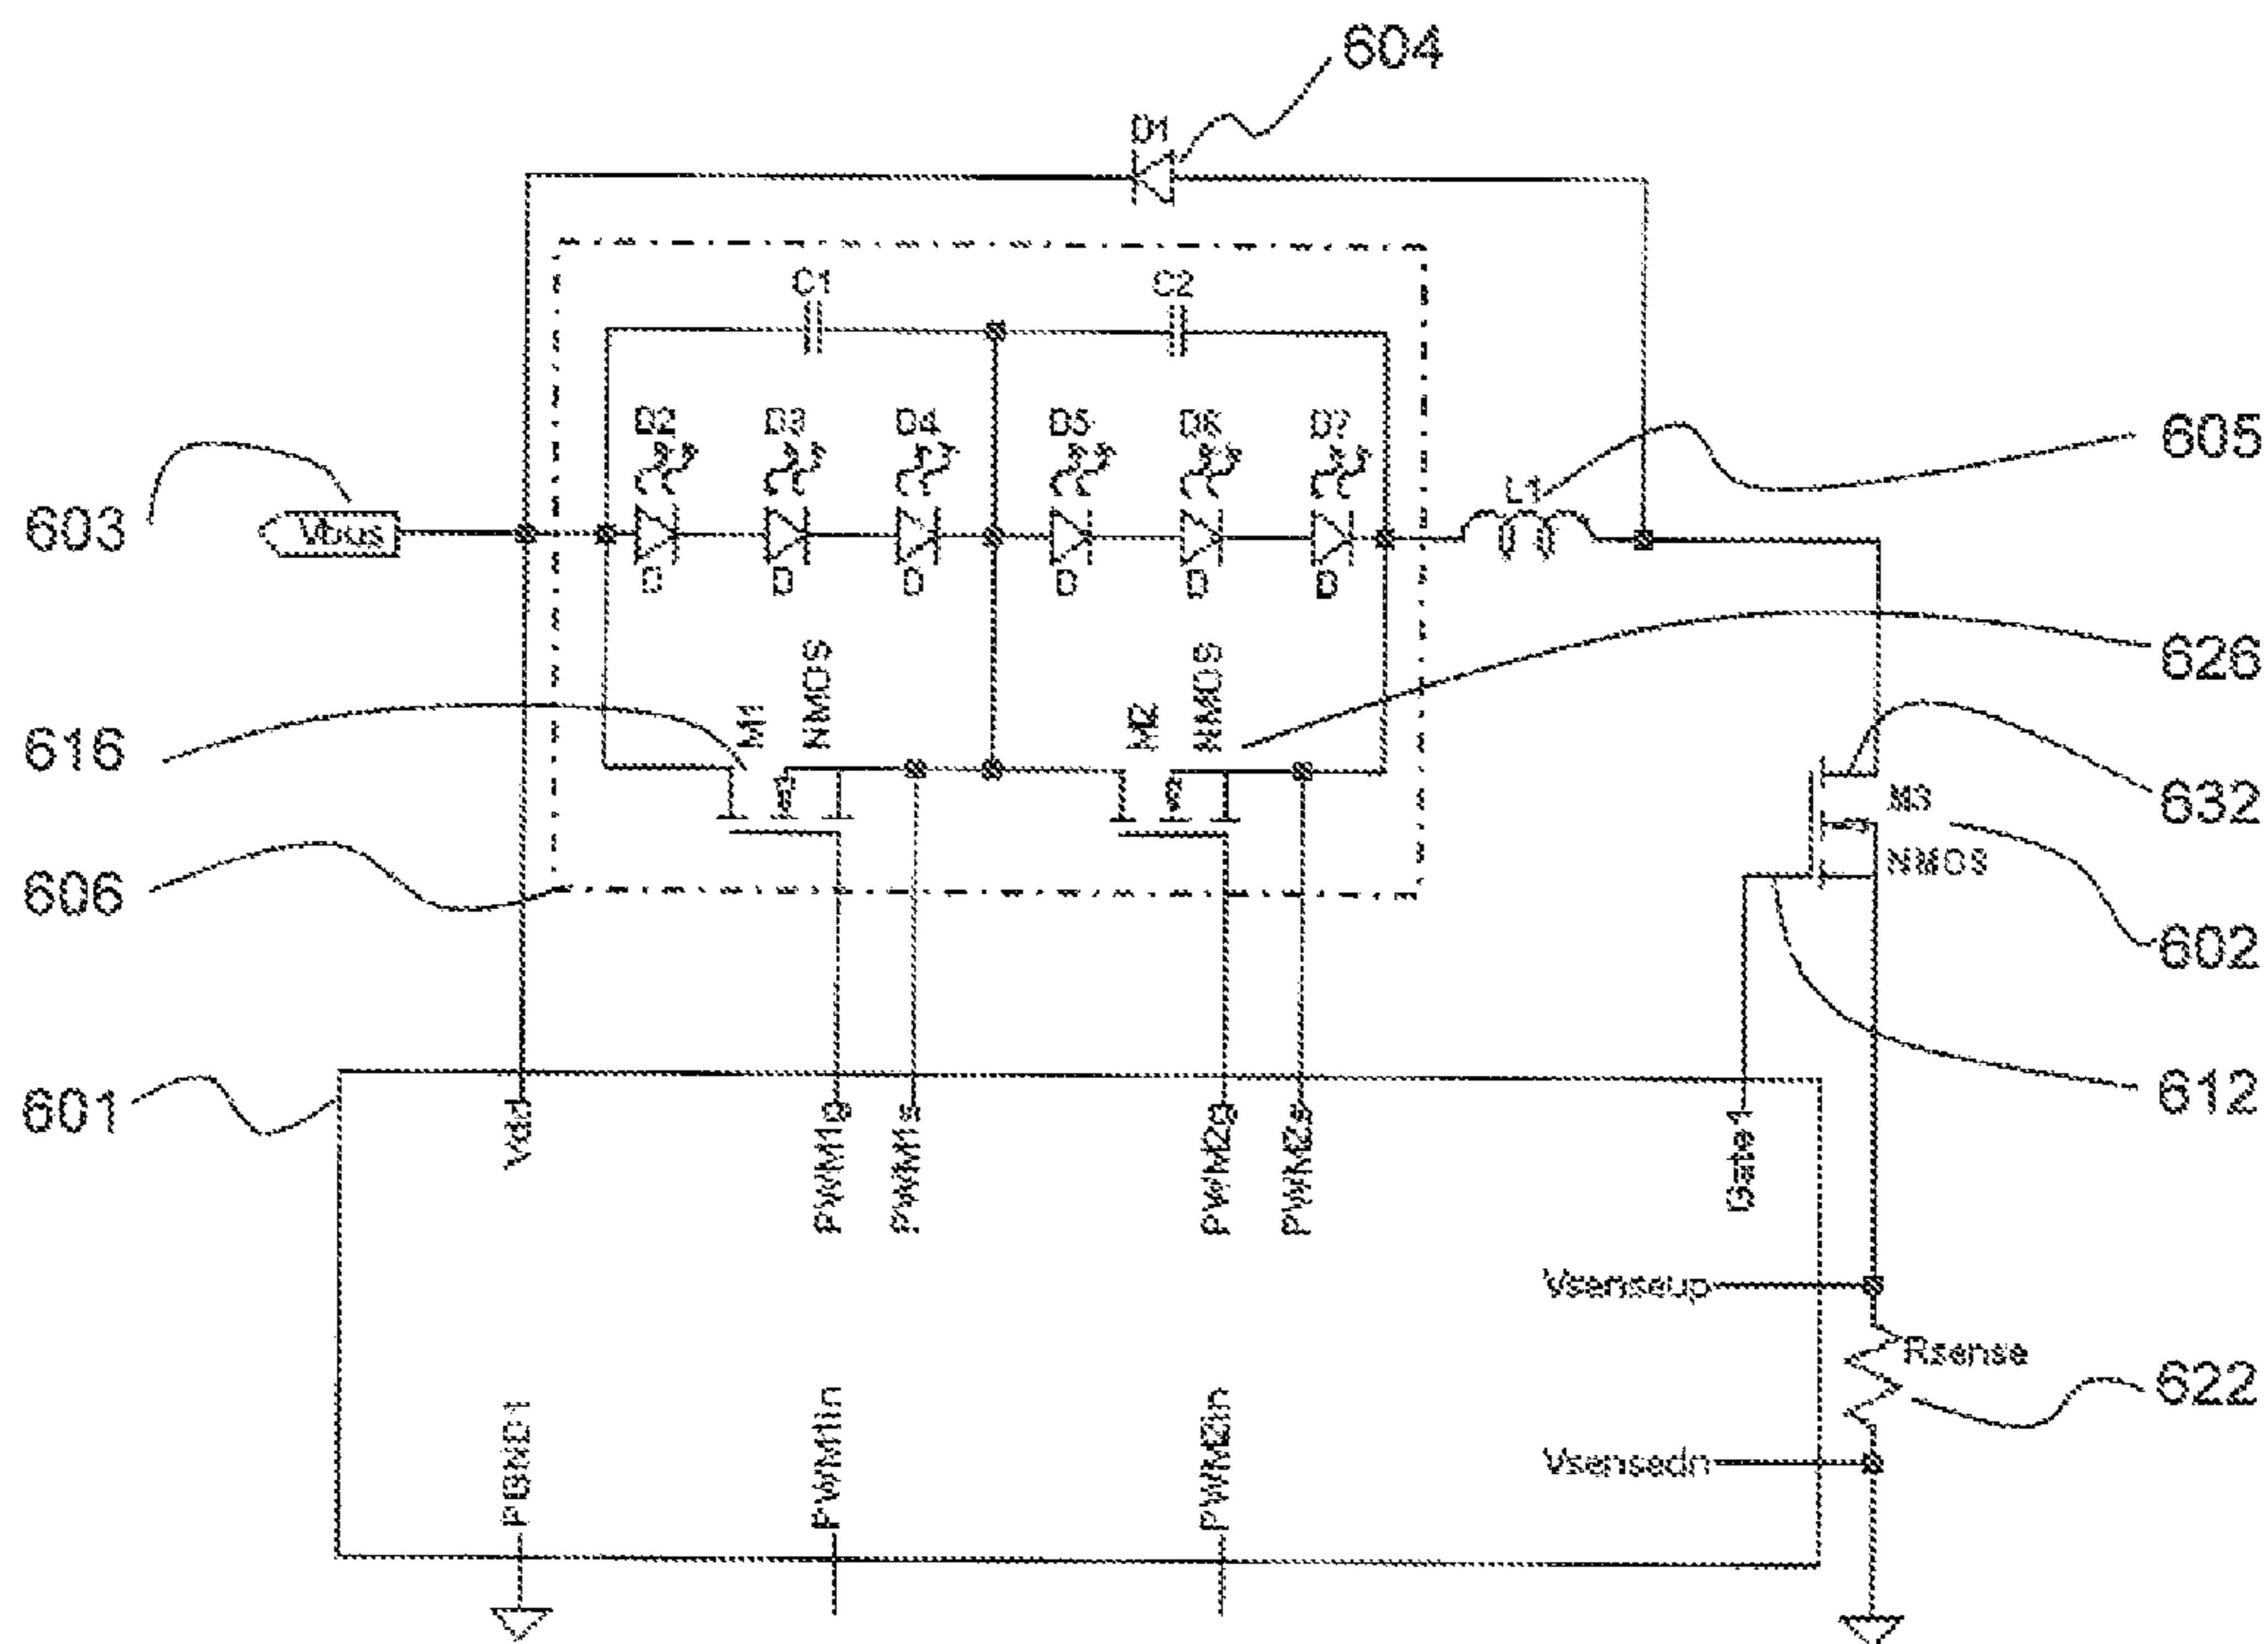 604
D1
C1
C2
D2
D3
D4
D5
D6
D7
605
L1
603
Vbus
D
D
D
D
D
D
626
616
M1
NMOS
M2
NMOS
632
M3
NMOS
606
602
601
Vdd
PWM1g
PWM1s
PWM2g
PWM2s
Gate1
612
Vsenseup
Rsense
622
Vsensedn
PWM1in
PWM2in